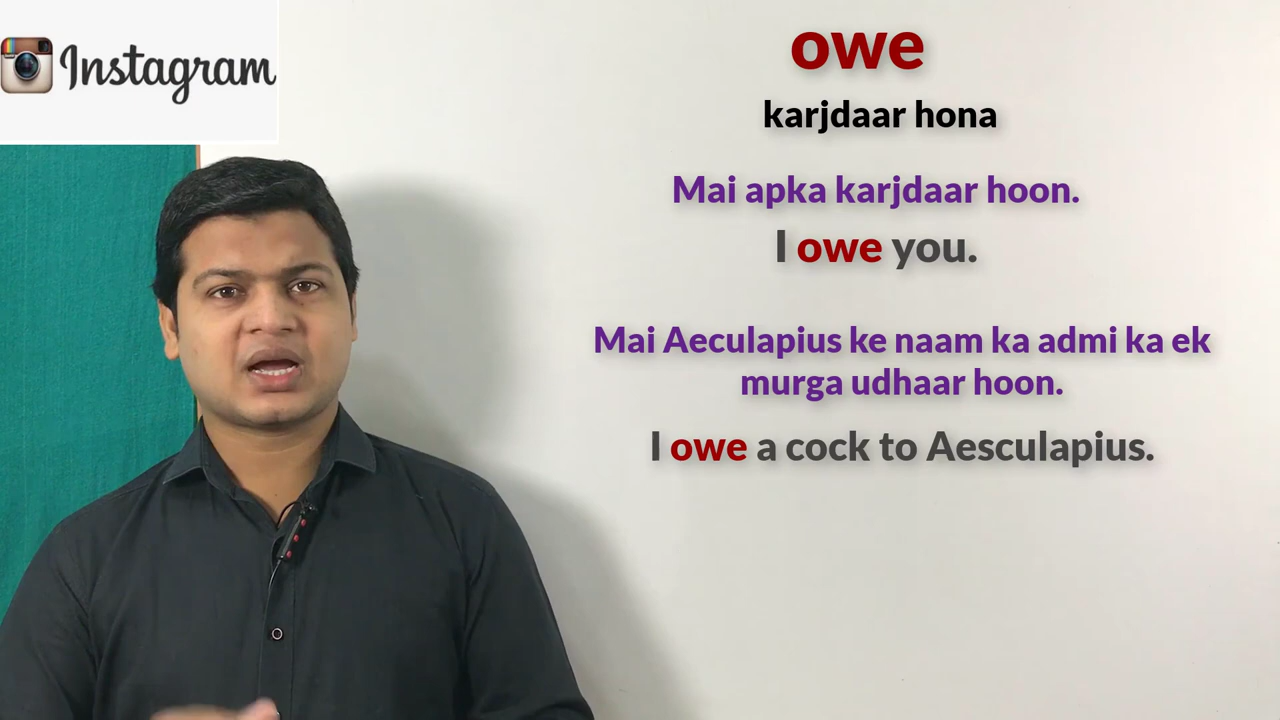 Instagram
owe
karjdaar hona
Mai apka karjdaar hoon.
I owe you.
Mai Aeculapius ke naam ka admi ka ek
murga udhaar hoon.
I owe a cock to Aesculapius.